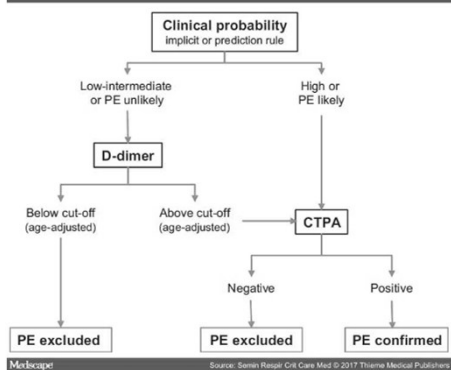 Clinical probability
implicit or prediction rule
Low-intermediate
or PE unlikely
High or
PE likely
D-dimer
Below cut-off
(age-adjusted)
Above cut-off
(age-adjusted)
CTPA
Negative
Positive
PE excluded
PE excluded
PE confirmed
Medscape
Source: Semin Respir Crit Care Med © 2017 Thieme Medical Publishers